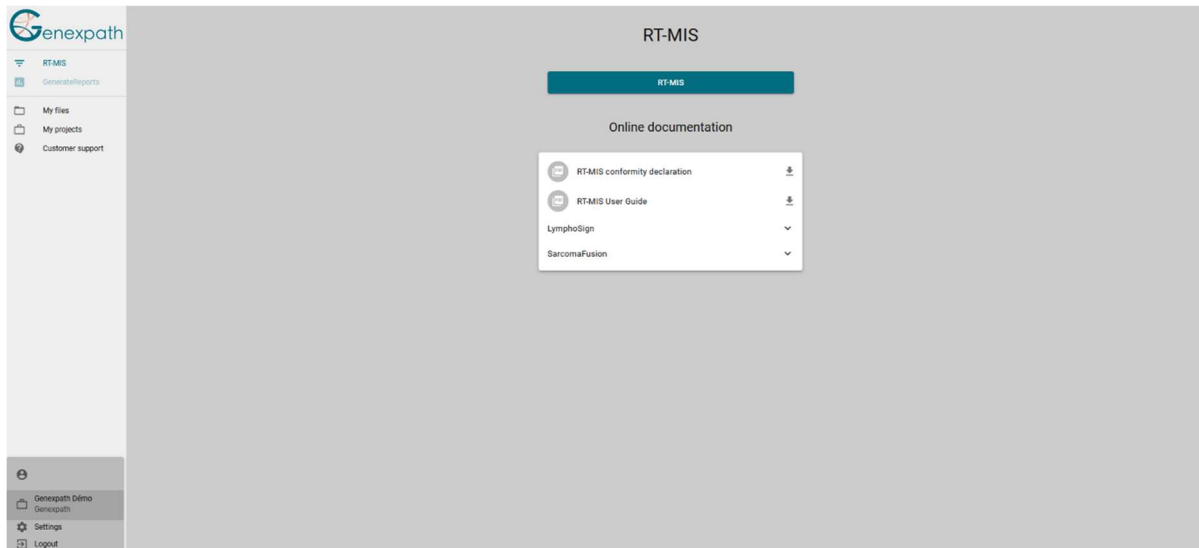 Genexpath
RT-MIS
GenerateReports
My files
My projects
Customer support
Genexpath Démo
Genexpath
Settings
Logout
RT-MIS
RT-MIS
Online documentation
RT-MIS conformity declaration
RT-MIS User Guide
LymphoSign
SarcomaFusion